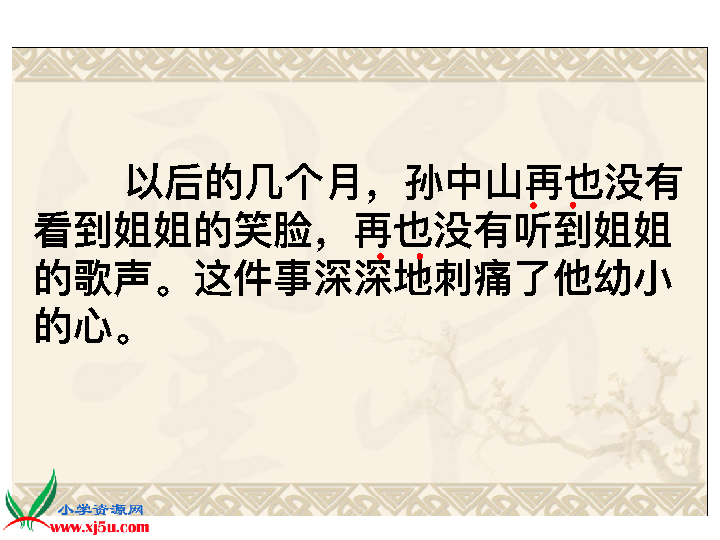 以后的几个月，孙中山再也没有
看到姐姐的笑脸，再也没有听到姐姐
的歌声。这件事深深地刺痛了他幼小
的心。
小学资源网
www.xj5u.com